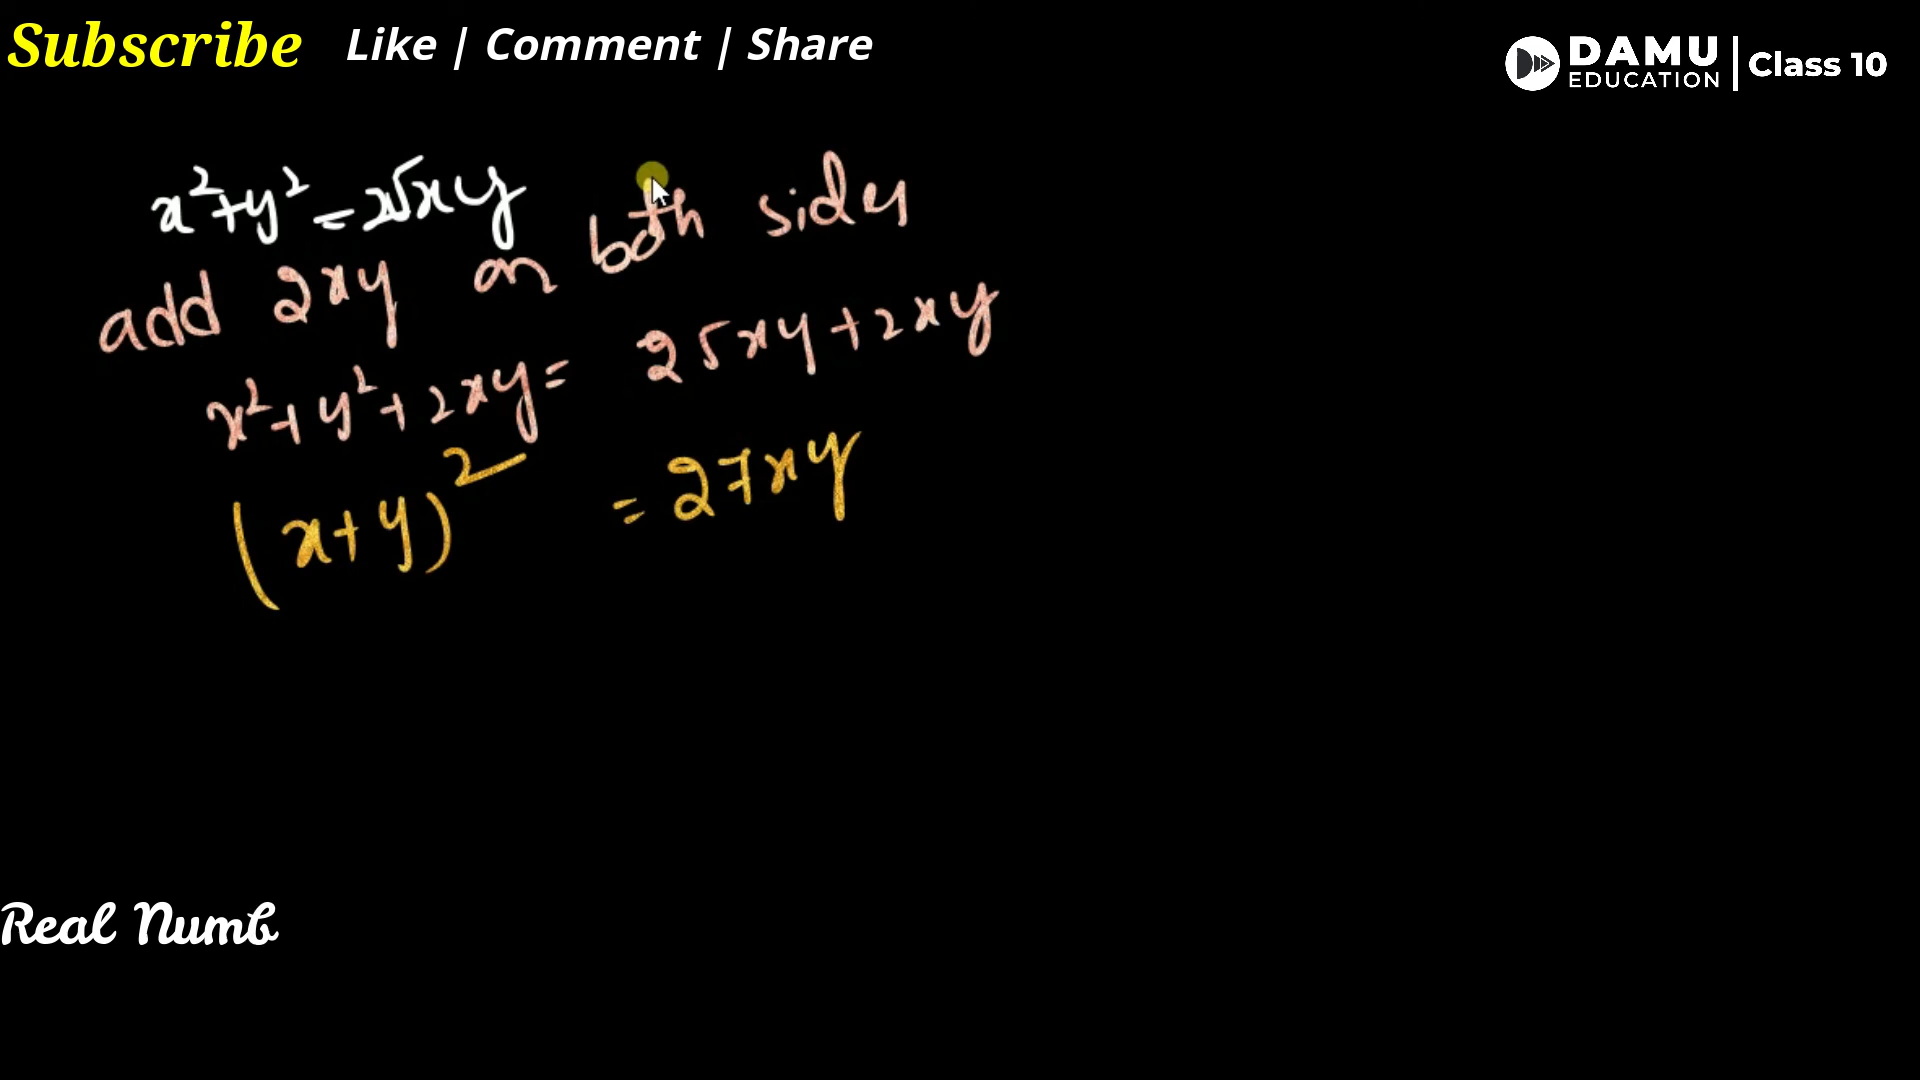 Subscribe Like | Comment | Share
DAMU EDUCATION | Class 10
x²+y²=25xy
add 2xy on both sides
x²+y²+2xy= 25xy+2xy
(x+y)² =27xy
Real Numb